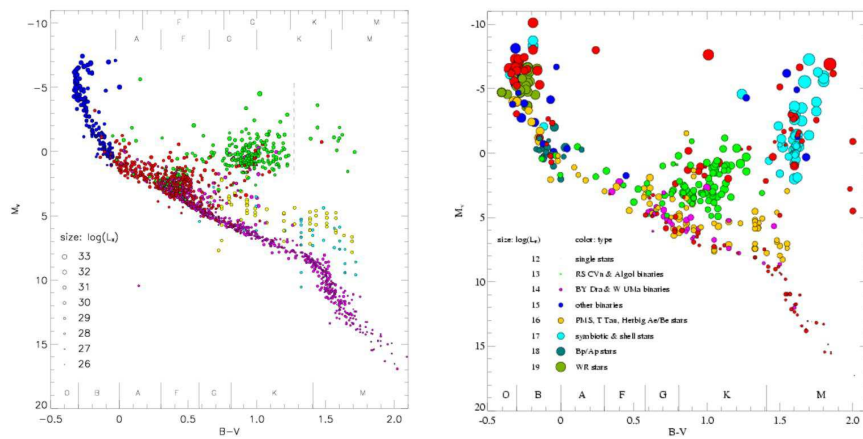 F G K M
A F G K M
-10
-5
0
5
10
15
20
M_V
size: log(L_X)
33
32
31
30
29
28
27
26
O B A F G K M
-0.5 0 0.5 1.0 1.5 2.0
B-V
-10
-5
0
5
10
15
20
M_v
size: log(L_R) color: type
12 single stars
13 RS CVn & Algol binaries
14 BY Dra & W UMa binaries
15 other binaries
16 PMS, T Tau, Herbig Ae/Be stars
17 symbiotic & shell stars
18 Bp/Ap stars
19 WR stars
O B A F G K M
-0.5 0.0 0.5 1.0 1.5 2.0
B-V